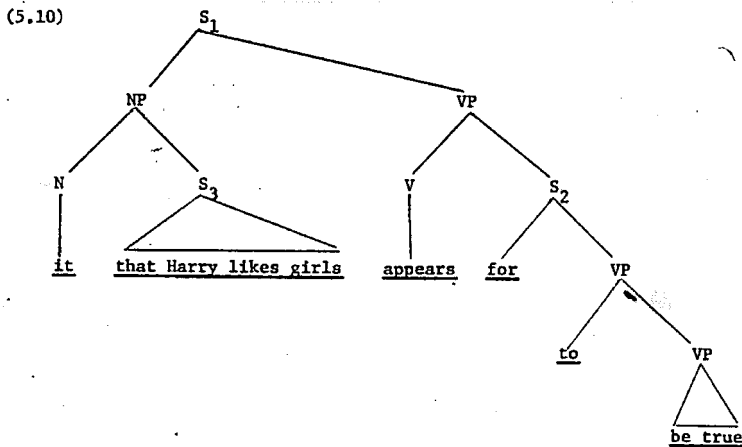 (5.10)
S1
NP VP
N S3 V S2
it that Harry likes girls appears for VP
to VP
be true